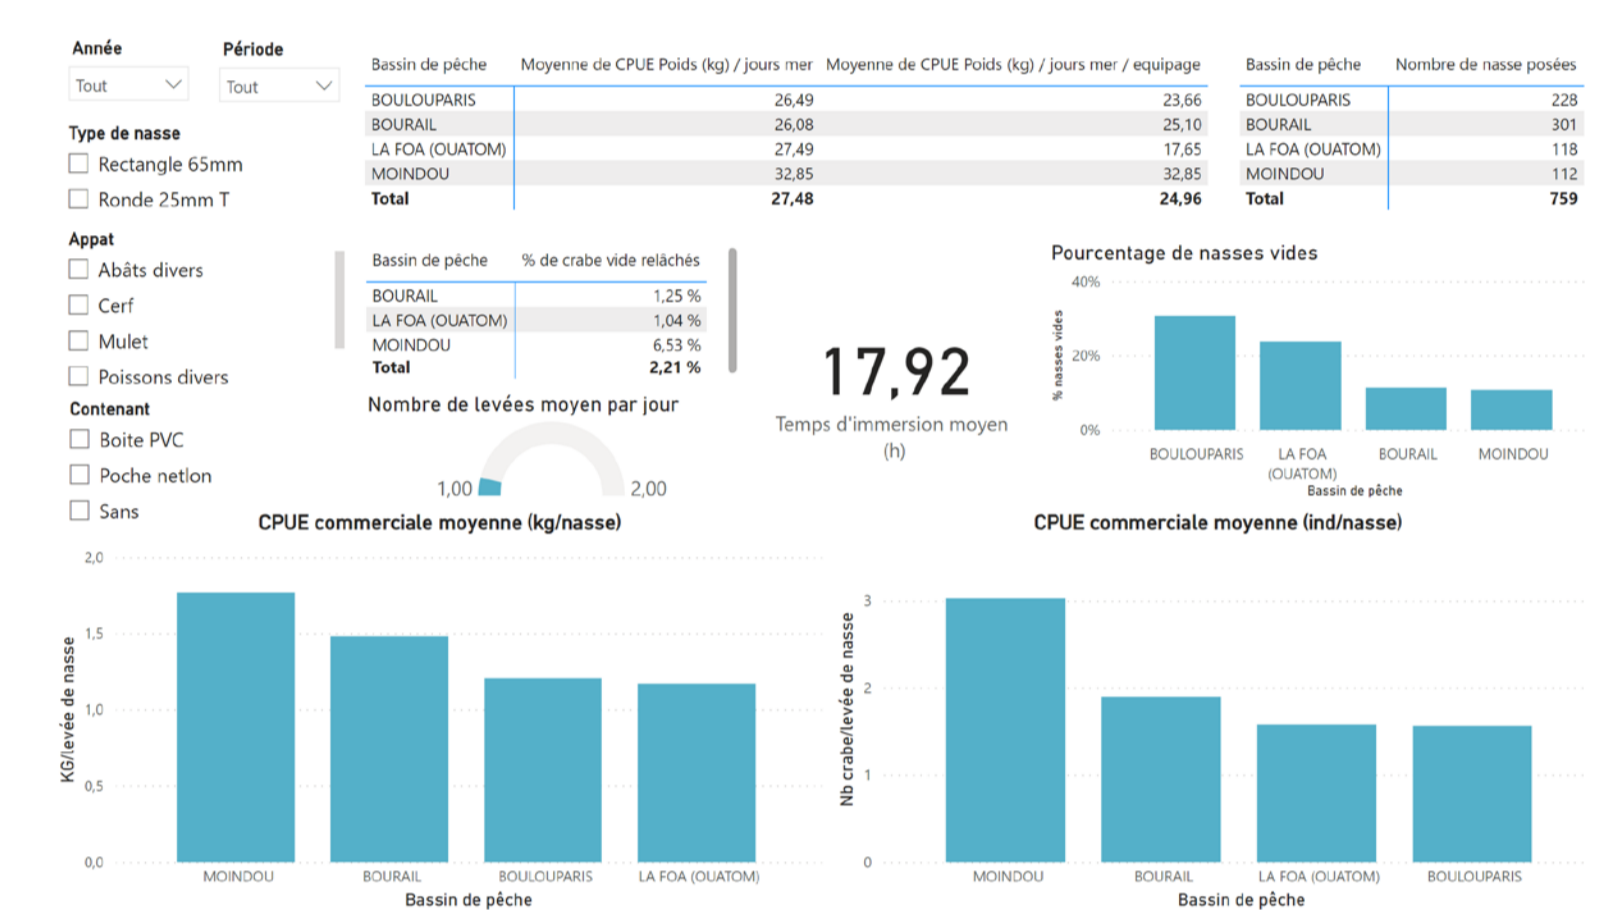 Année
Période
Tout
Tout
Type de nasse
Rectangle 65mm
Ronde 25mm T
Appat
Abâts divers
Cerf
Mulet
Poissons divers
Contenant
Boite PVC
Poche netlon
Sans
Bassin de pêche Moyenne de CPUE Poids (kg) / jours mer Moyenne de CPUE Poids (kg) / jours mer / equipage
BOULOUPARIS 26,49 23,66
BOURAIL 26,08 25,10
LA FOA (OUATOM) 27,49 17,65
MOINDOU 32,85 32,85
Total 27,48 24,96
Bassin de pêche Nombre de nasse posées
BOULOUPARIS 228
BOURAIL 301
LA FOA (OUATOM) 118
MOINDOU 112
Total 759
Bassin de pêche % de crabe vide relâchés
BOURAIL 1,25 %
LA FOA (OUATOM) 1,04 %
MOINDOU 6,53 %
Total 2,21 %
Nombre de levées moyen par jour
1,00 2,00
17,92
Temps d'immersion moyen
(h)
Pourcentage de nasses vides
% nasses vides
40%
20%
0%
BOULOUPARIS LA FOA BOURAIL MOINDOU
(OUATOM)
Bassin de pêche
CPUE commerciale moyenne (kg/nasse)
KG/levée de nasse
2,0
1,5
1,0
0,5
0,0
MOINDOU BOURAIL BOULOUPARIS LA FOA (OUATOM)
Bassin de pêche
CPUE commerciale moyenne (ind/nasse)
Nb crabe/levée de nasse
3
2
1
0
MOINDOU BOURAIL LA FOA (OUATOM) BOULOUPARIS
Bassin de pêche